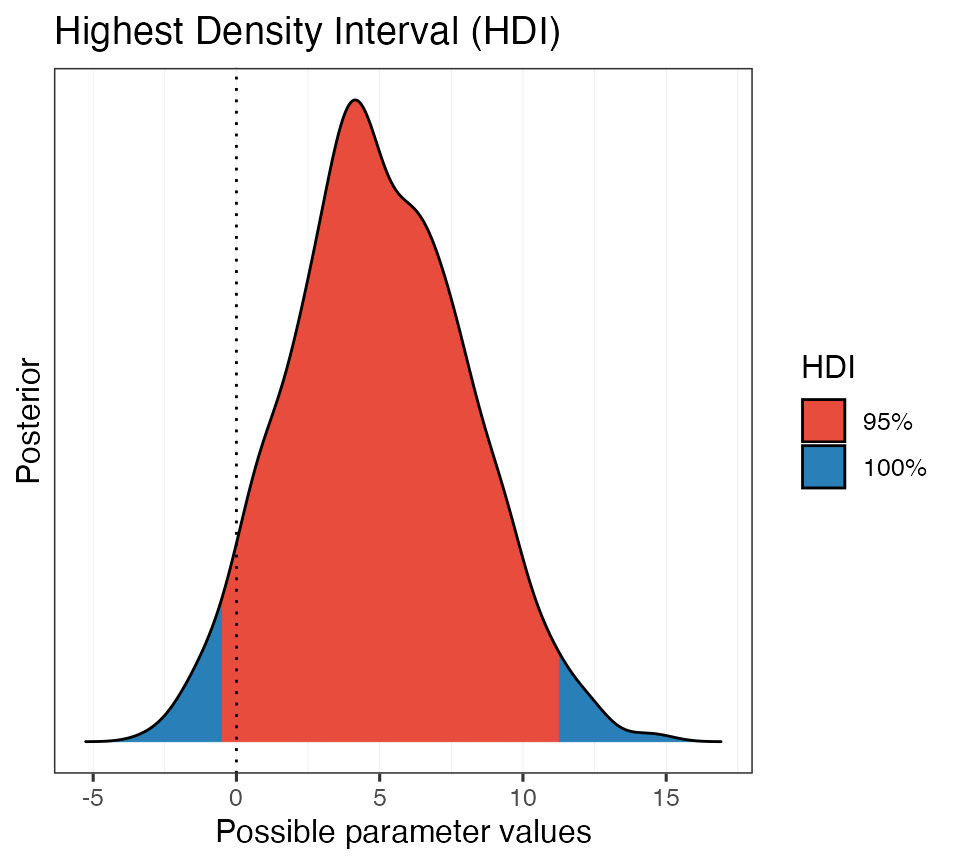 Highest Density Interval (HDI)
Posterior
HDI
95%
100%
-5 0 5 10 15
Possible parameter values